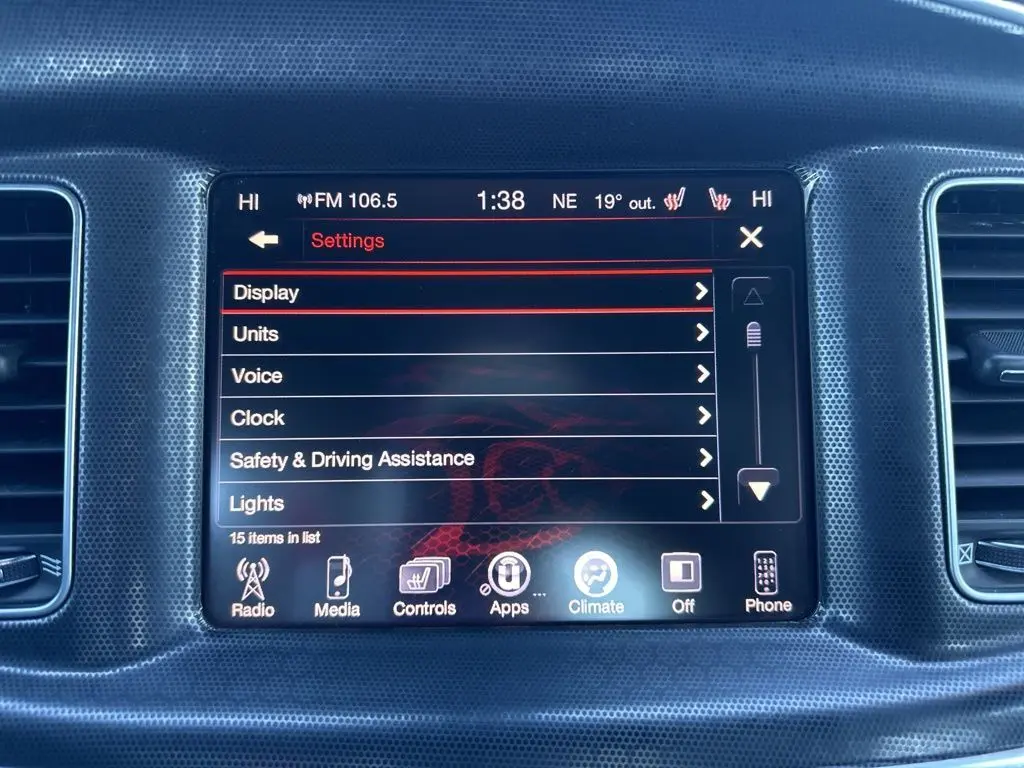 HI FM 106.5 1:38 NE 19° out. HI
Settings
Display
Units
Voice
Clock
Safety & Driving Assistance
Lights
15 items in list
Radio Media Controls Apps ... Climate Off Phone